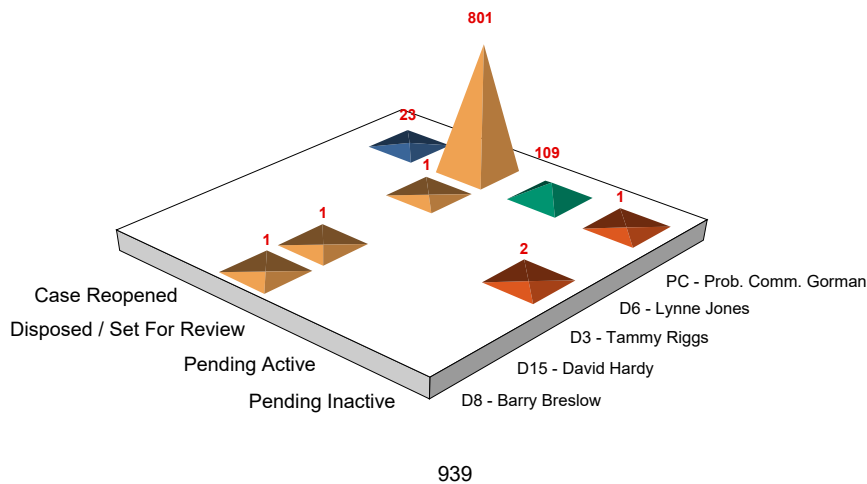 801
23
109
1
1
1
1
2
Case Reopened
Disposed / Set For Review
Pending Active
Pending Inactive
PC - Prob. Comm. Gorman
D6 - Lynne Jones
D3 - Tammy Riggs
D15 - David Hardy
D8 - Barry Breslow
939